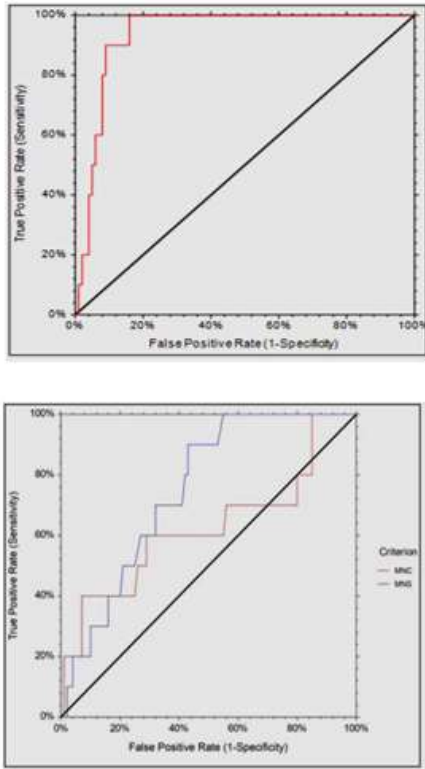 100%
80%
60%
40%
20%
0%
True Positive Rate (Sensitivity)
0% 20% 40% 60% 80% 100%
False Positive Rate (1-Specificity)
100%
80%
60%
40%
20%
0%
True Positive Rate (Sensitivity)
0% 20% 40% 60% 80% 100%
False Positive Rate (1-Specificity)
Criterion
MNC
MNS